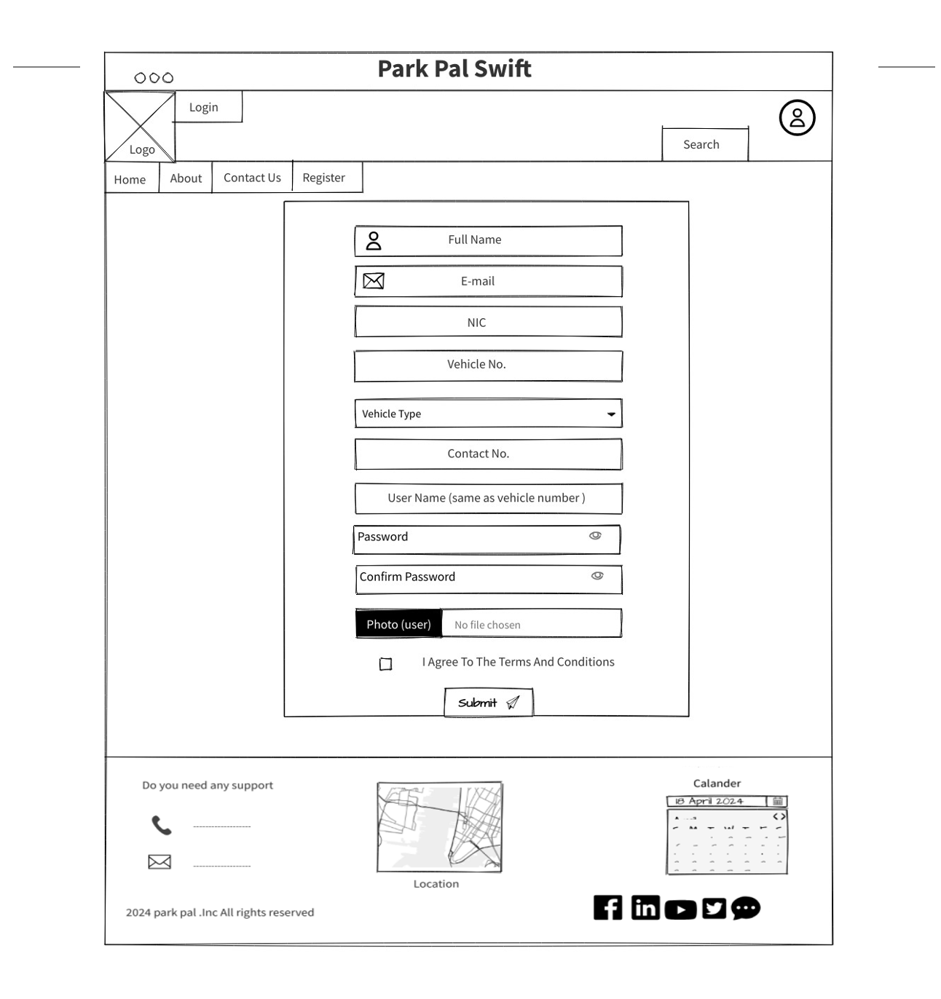 Park Pal Swift
Login
Logo
Search
Home
About
Contact Us
Register
Full Name
E-mail
NIC
Vehicle No.
Vehicle Type
Contact No.
User Name (same as vehicle number )
Password
Confirm Password
Photo (user)
No file chosen
I Agree To The Terms And Conditions
Submit
Do you need any support
Location
Calander
18 April 2024
2024 park pal .Inc All rights reserved